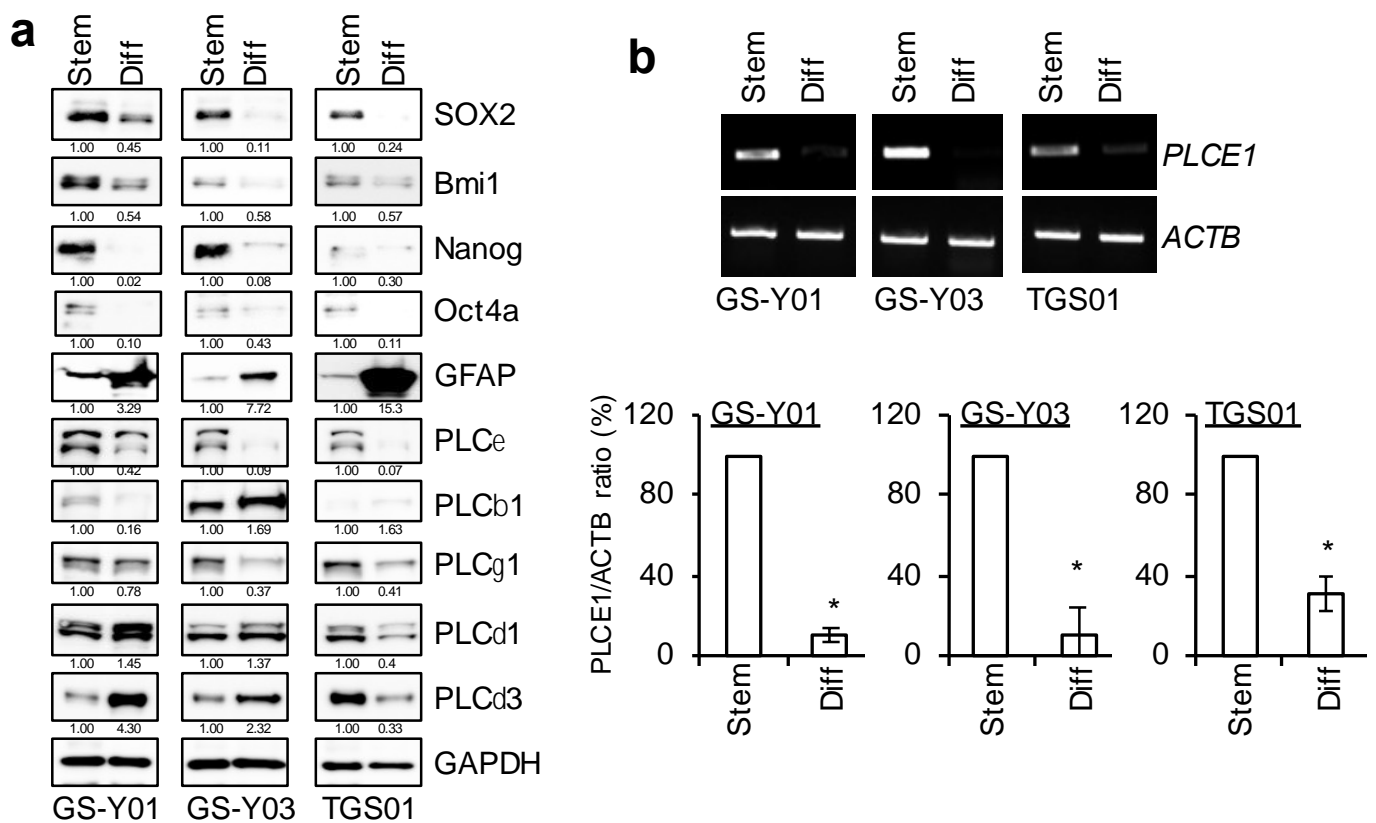 a
Stem Diff Stem Diff Stem Diff
SOX2
1.00 0.45 1.00 0.11 1.00 0.24
Bmi1
1.00 0.54 1.00 0.58 1.00 0.57
Nanog
1.00 0.02 1.00 0.08 1.00 0.30
Oct4a
1.00 0.10 1.00 0.43 1.00 0.11
GFAP
1.00 3.29 1.00 7.72 1.00 15.3
PLCe
1.00 0.42 1.00 0.09 1.00 0.07
PLCb1
1.00 0.16 1.00 1.69 1.00 1.63
PLCg1
1.00 0.78 1.00 0.37 1.00 0.41
PLCd1
1.00 1.45 1.00 1.37 1.00 0.4
PLCd3
1.00 4.30 1.00 2.32 1.00 0.33
GAPDH
GS-Y01 GS-Y03 TGS01
b
Stem Diff Stem Diff Stem Diff
PLCE1
ACTB
GS-Y01 GS-Y03 TGS01
PLCE1/ACTB ratio (%)
GS-Y01
120
80
40
0
*
Stem Diff
GS-Y03
120
80
40
0
*
Stem Diff
TGS01
120
80
40
0
*
Stem Diff